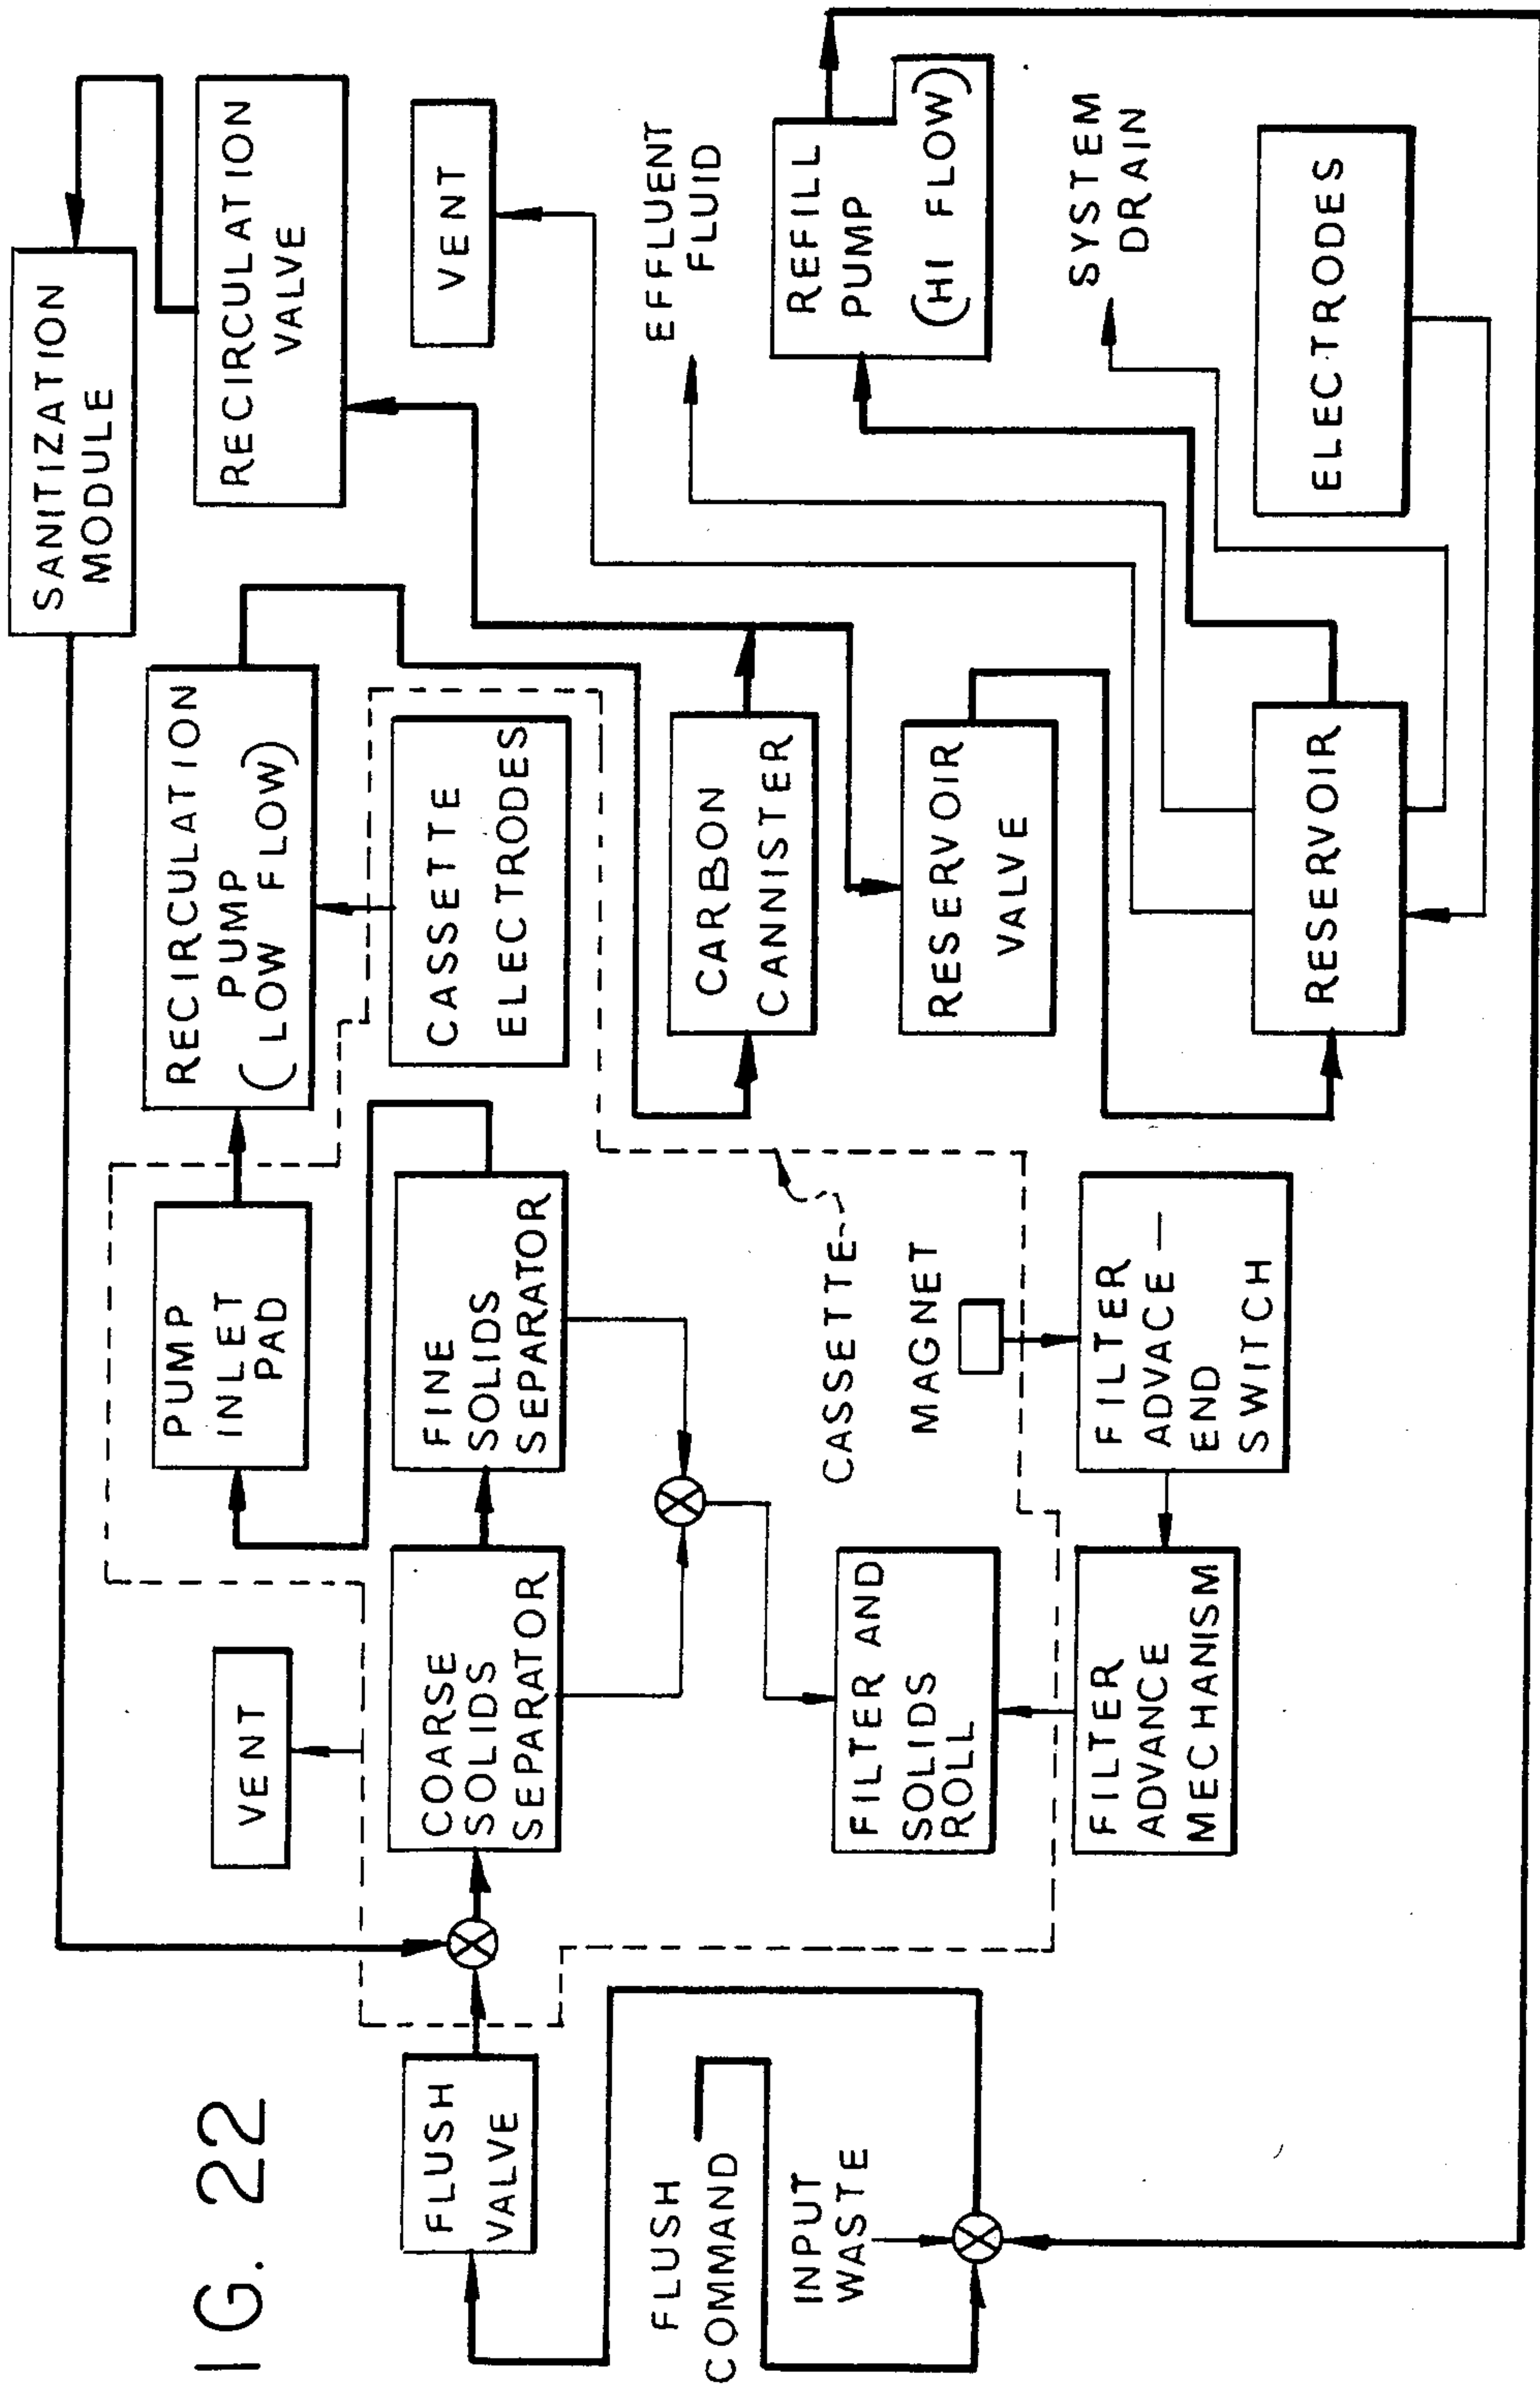 IG. 22
FLUSH
VALVE
FLUSH
COMMAND
INPUT
WASTE
VENT
COARSE
SOLIDS
SEPARATOR
FILTER AND
SOLIDS
ROLL
FILTER
ADVANCE
MECHANISM
PUMP
INLET
PAD
FINE
SOLIDS
SEPARATOR
CASSETTE
MAGNET
FILTER
ADVACE-
END
SWITCH
RECIRCULATION
PUMP
(LOW FLOW)
CASSETTE
ELECTRODES
CARBON
CANNISTER
RESERVOIR
VALVE
RESERVOIR
SANITIZATION
MODULE
RECIRCULATION
VALVE
VENT
EFFLUENT
FLUID
REFILL
PUMP
(HI FLOW)
SYSTEM
DRAIN
ELECTRODES